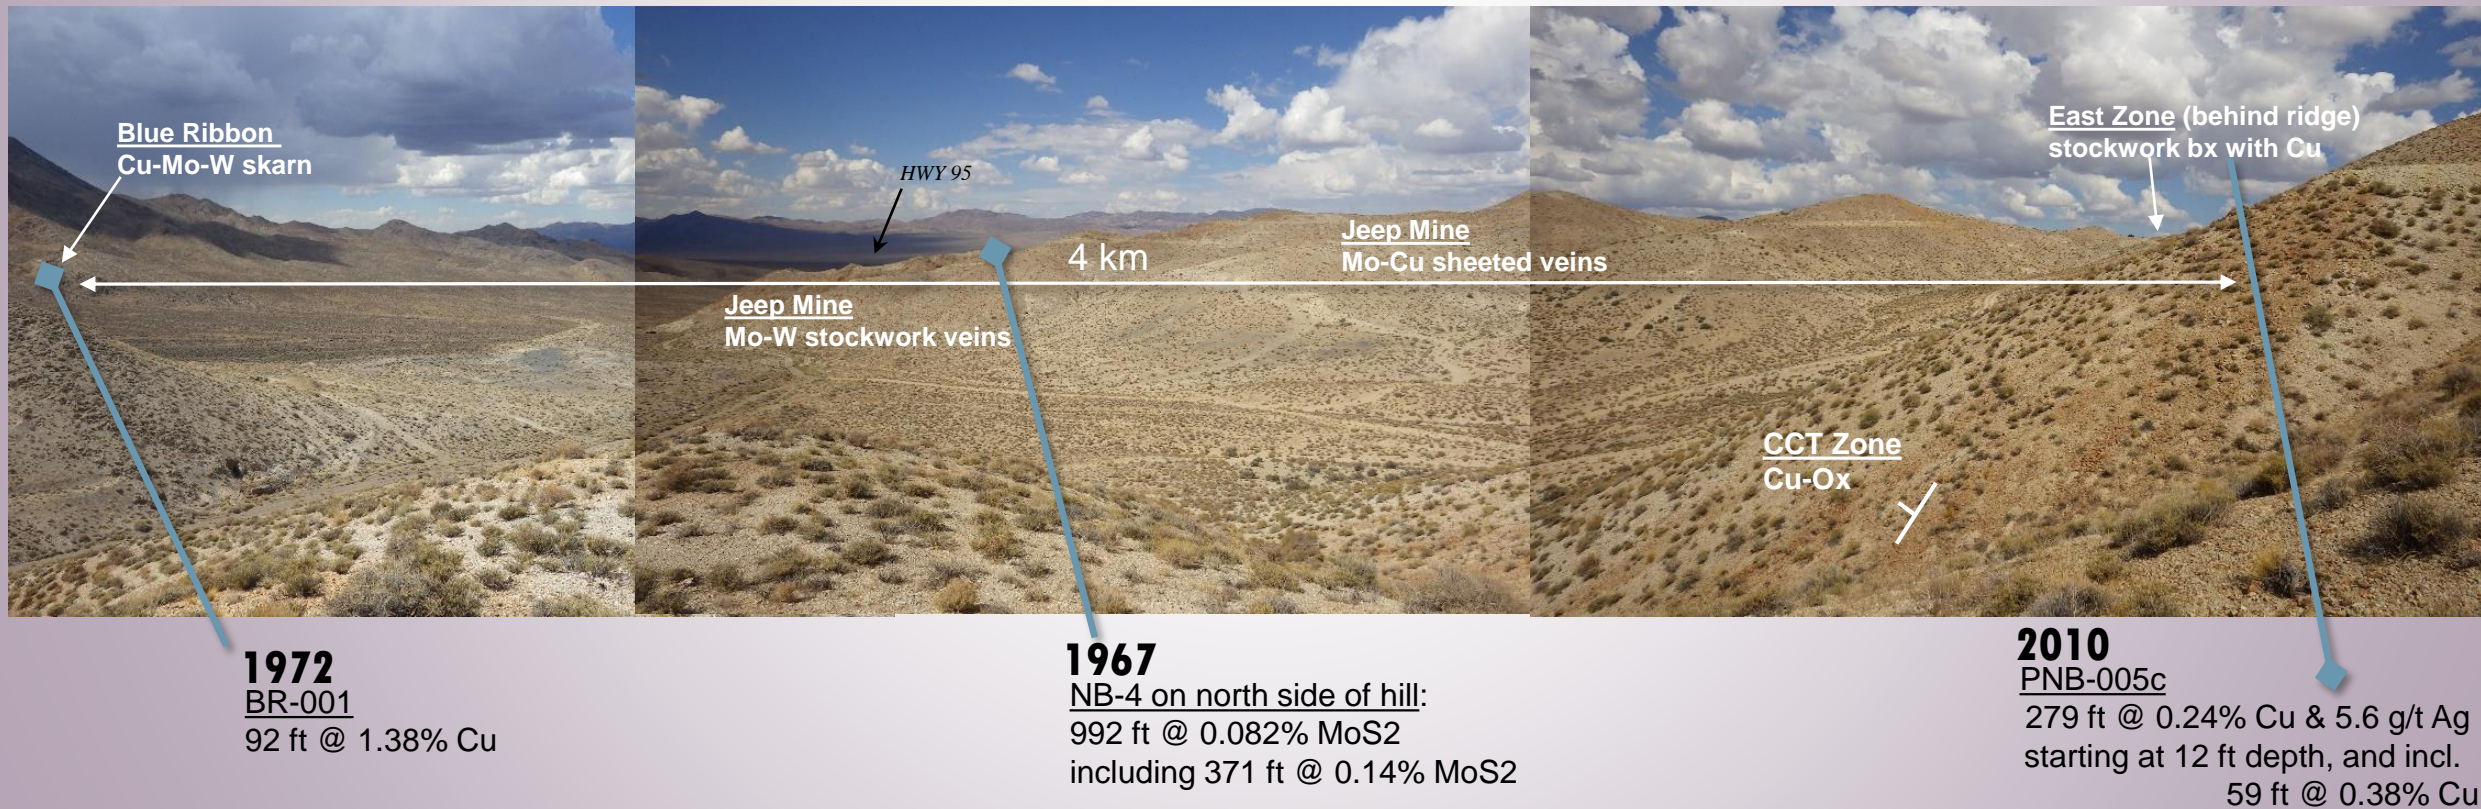 Blue Ribbon
Cu-Mo-W skarn
HWY 95
4 km
Jeep Mine
Mo-Cu sheeted veins
Jeep Mine
Mo-W stockwork veins
East Zone (behind ridge)
stockwork bx with Cu
CCT Zone
Cu-Ox
1972
BR-001
92 ft @ 1.38% Cu
1967
NB-4 on north side of hill:
992 ft @ 0.082% MoS2
including 371 ft @ 0.14% MoS2
2010
PNB-005c
279 ft @ 0.24% Cu & 5.6 g/t Ag
starting at 12 ft depth, and incl.
59 ft @ 0.38% Cu